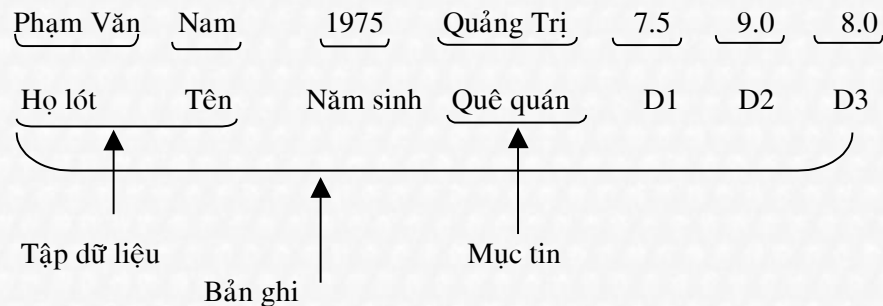 Phạm Văn Nam 1975 Quảng Trị 7.5 9.0 8.0
Họ lót Tên Năm sinh Quê quán D1 D2 D3
Tập dữ liệu Mục tin
Bản ghi